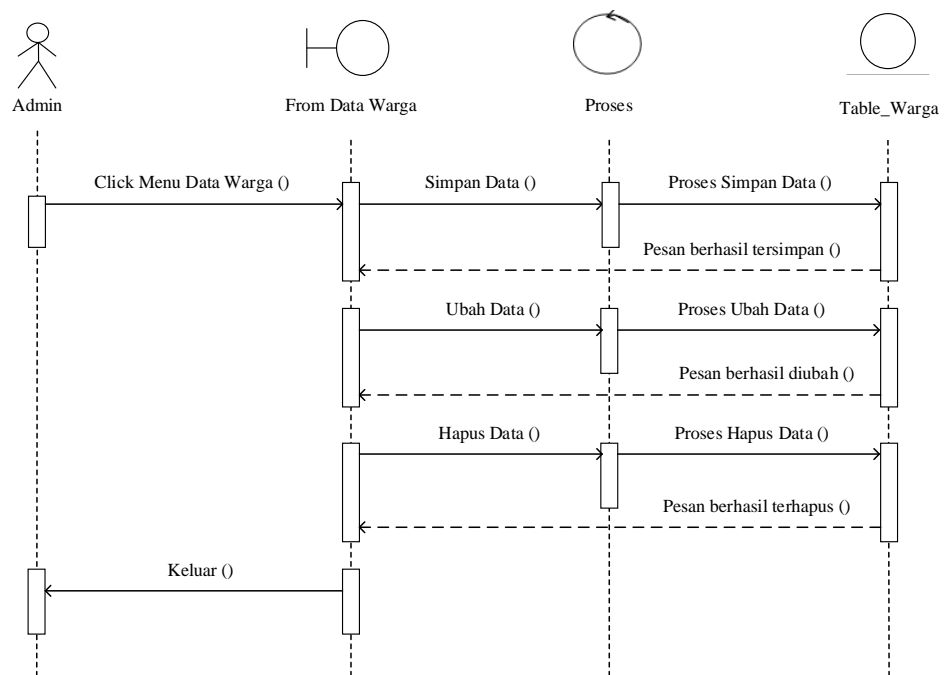 Admin
From Data Warga
Proses
Table_Warga
Click Menu Data Warga ()
Simpan Data ()
Proses Simpan Data ()
Pesan berhasil tersimpan ()
Ubah Data ()
Proses Ubah Data ()
Pesan berhasil diubah ()
Hapus Data ()
Proses Hapus Data ()
Pesan berhasil terhapus ()
Keluar ()